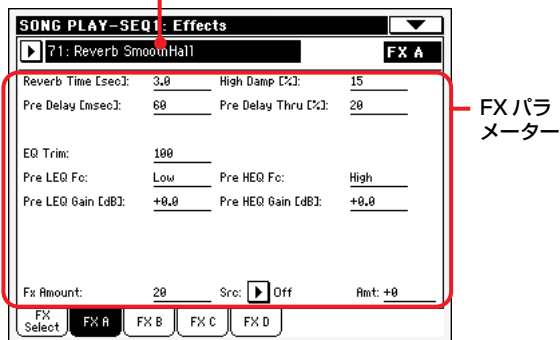 SONG PLAY-SEQ1: Effects
71: Reverb SmoothHall FX A
Reverb Time [sec]: 3.0 High Damp [%]: 15
Pre Delay [msec]: 60 Pre Delay Thru [%]: 20
EQ Trim: 100
Pre LEQ Fc: Low Pre HEQ Fc: High
Pre LEQ Gain [dB]: +0.0 Pre HEQ Gain [dB]: +0.0
Fx Amount: 20 Src: Off Amt: +0
FX Select FX A FX B FX C FX D
FX パラ
メーター